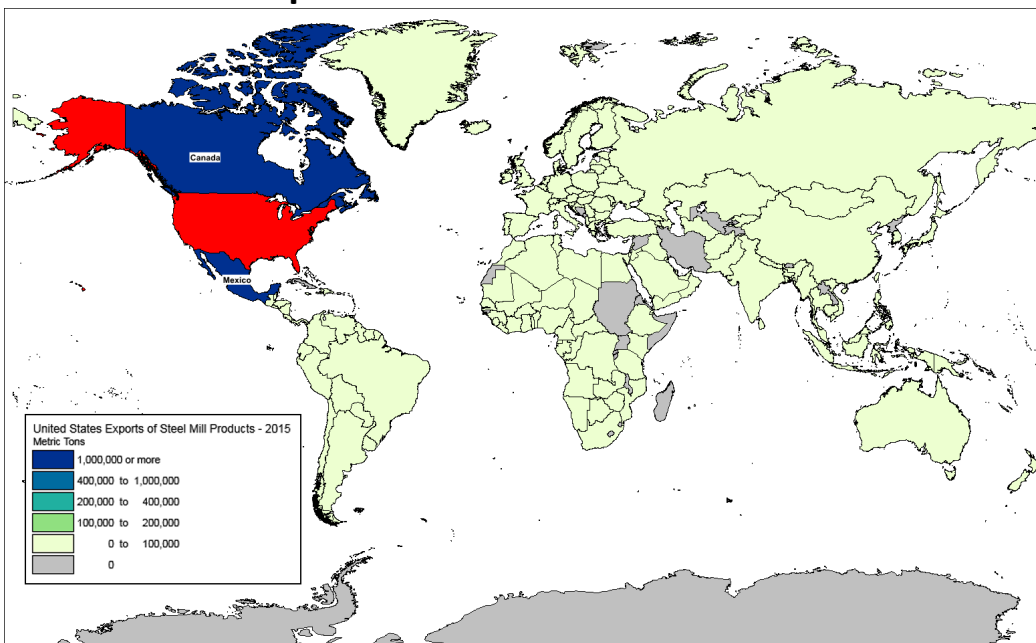 Canada
Mexico
United States Exports of Steel Mill Products - 2015
Metric Tons
1,000,000 or more
400,000 to 1,000,000
200,000 to 400,000
100,000 to 200,000
0 to 100,000
0